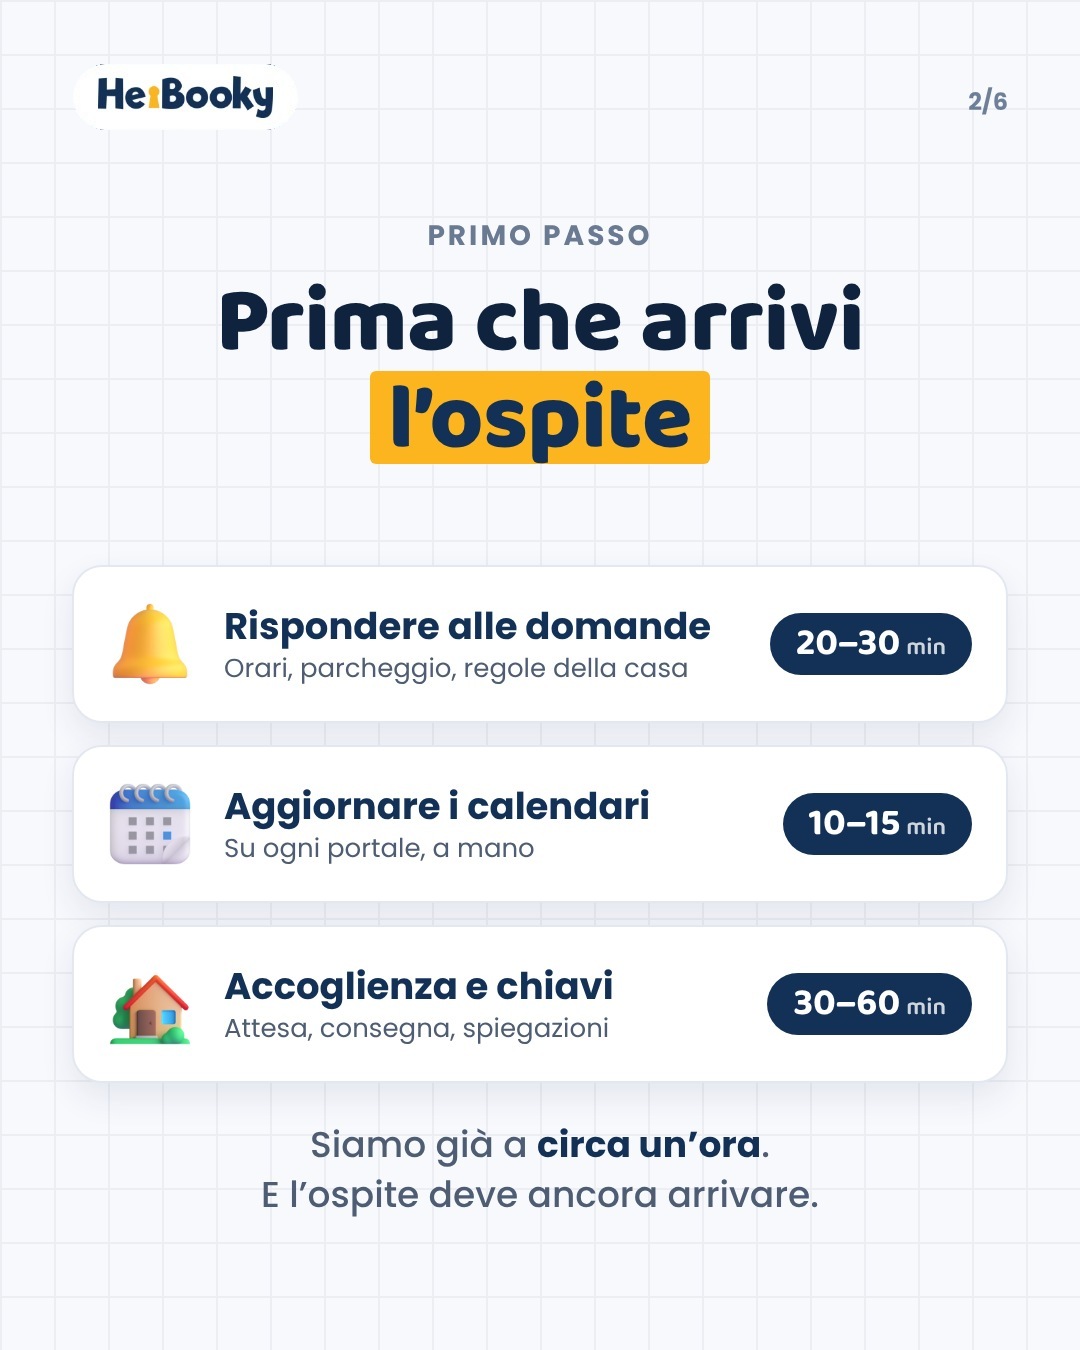 HeyBooky
2/6
PRIMO PASSO
Prima che arrivi
l’ospite
Rispondere alle domande
Orari, parcheggio, regole della casa
20–30 min
Aggiornare i calendari
Su ogni portale, a mano
10–15 min
Accoglienza e chiavi
Attesa, consegna, spiegazioni
30–60 min
Siamo già a circa un’ora.
E l’ospite deve ancora arrivare.